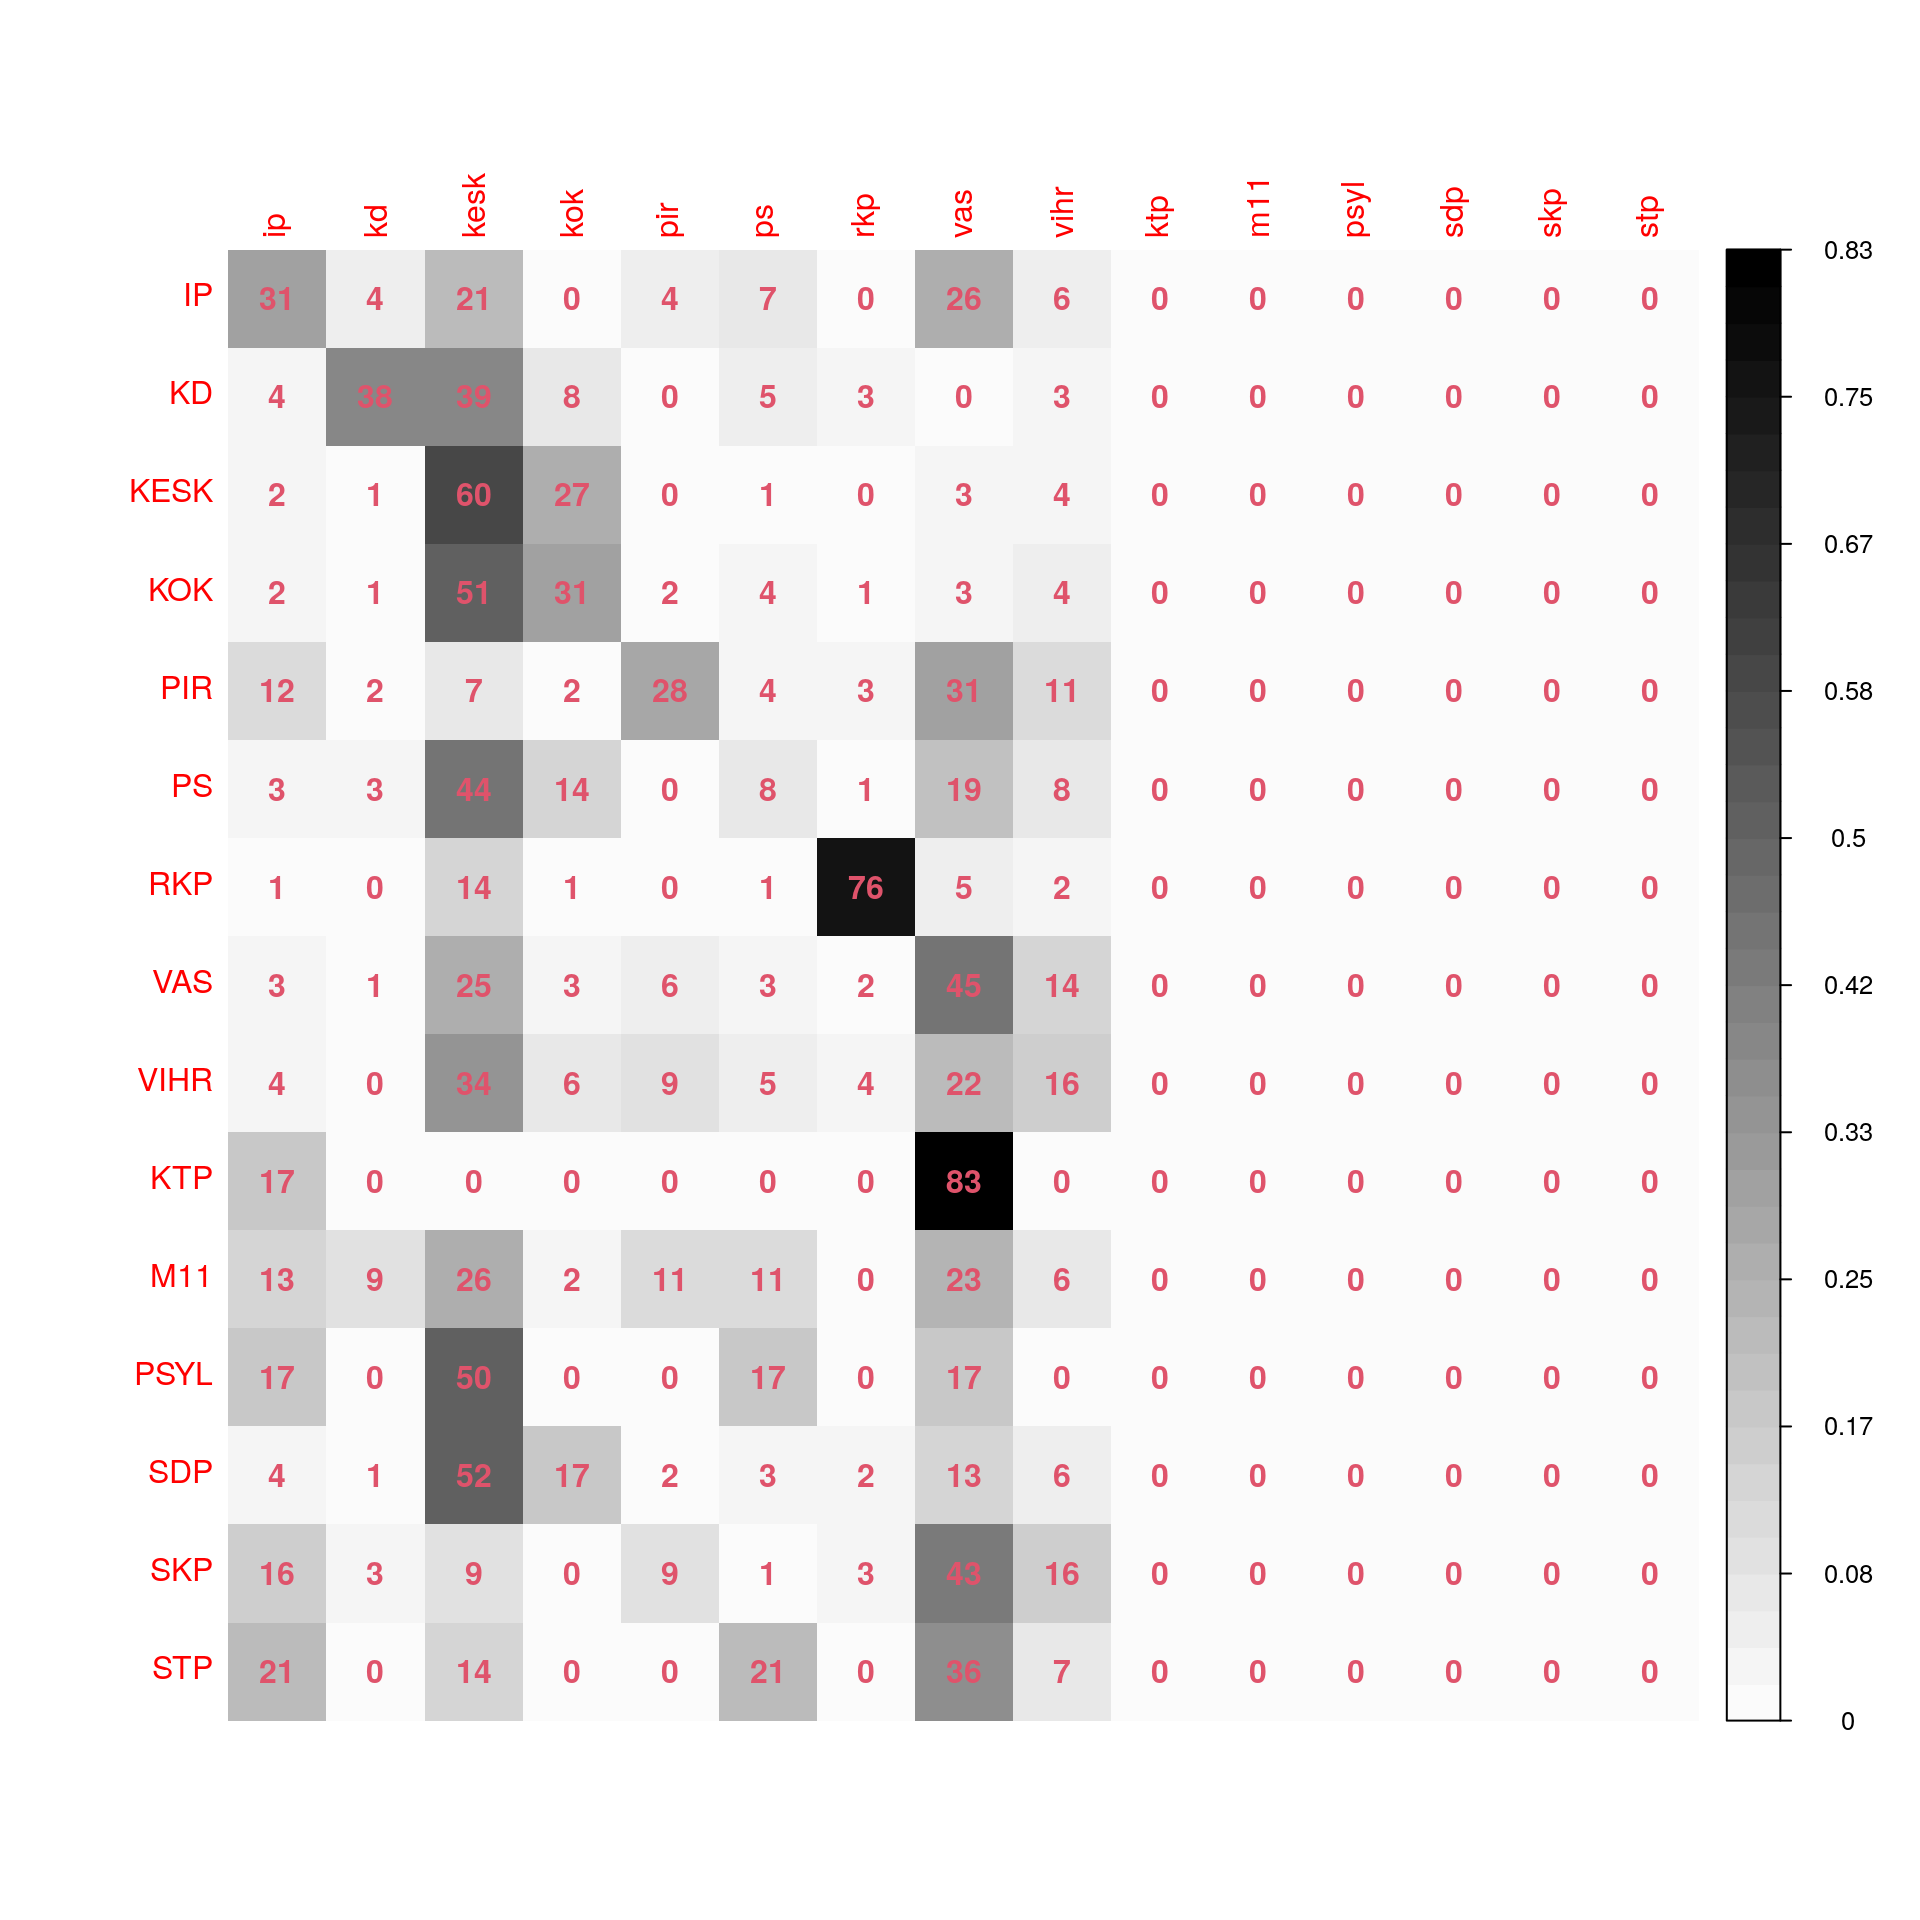 ip kd kesk kok pir ps rkp vas vihr ktp m11 psyl sdp skp stp
IP 31 4 21 0 4 7 0 26 6 0 0 0 0 0 0
KD 4 38 39 8 0 5 3 0 3 0 0 0 0 0 0
KESK 2 1 60 27 0 1 0 3 4 0 0 0 0 0 0
KOK 2 1 51 31 2 4 1 3 4 0 0 0 0 0 0
PIR 12 2 7 2 28 4 3 31 11 0 0 0 0 0 0
PS 3 3 44 14 0 8 1 19 8 0 0 0 0 0 0
RKP 1 0 14 1 0 1 76 5 2 0 0 0 0 0 0
VAS 3 1 25 3 6 3 2 45 14 0 0 0 0 0 0
VIHR 4 0 34 6 9 5 4 22 16 0 0 0 0 0 0
KTP 17 0 0 0 0 0 0 83 0 0 0 0 0 0 0
M11 13 9 26 2 11 11 0 23 6 0 0 0 0 0 0
PSYL 17 0 50 0 0 17 0 17 0 0 0 0 0 0 0
SDP 4 1 52 17 2 3 2 13 6 0 0 0 0 0 0
SKP 16 3 9 0 9 1 3 43 16 0 0 0 0 0 0
STP 21 0 14 0 0 21 0 36 7 0 0 0 0 0 0
0.83
0.75
0.67
0.58
0.5
0.42
0.33
0.25
0.17
0.08
0